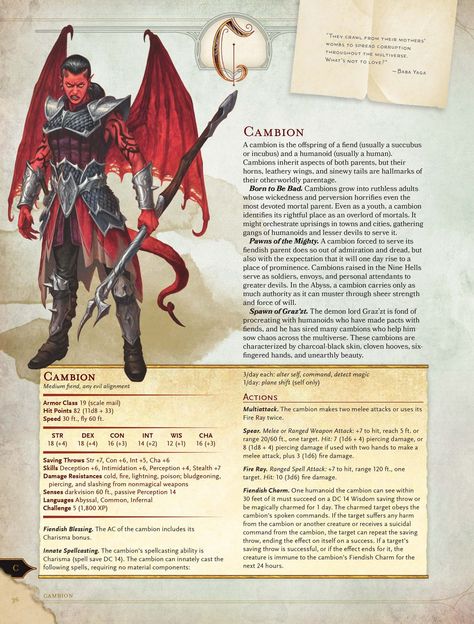 C
"They crawl from their mothers'
wombs to spread corruption
throughout the multiverse.
What's not to love?"
—Baba Yaga
Cambion
A cambion is the offspring of a fiend (usually a succubus
or incubus) and a humanoid (usually a human).
Cambions inherit aspects of both parents, but their
horns, leathery wings, and sinewy tails are hallmarks of
their otherworldly parentage.
Born to Be Bad. Cambions grow into ruthless adults
whose wickedness and perversion horrifies even the
most devoted mortal parent. Even as a youth, a cambion
identifies its rightful place as an overlord of mortals. It
might orchestrate uprisings in towns and cities, gathering
gangs of humanoids and lesser devils to serve it.
Pawns of the Mighty. A cambion forced to serve its
fiendish parent does so out of admiration and dread, but
also with the expectation that it will one day rise to a
place of prominence. Cambions raised in the Nine Hells
serve as soldiers, envoys, and personal attendants to
greater devils. In the Abyss, a cambion carries only as
much authority as it can muster through sheer strength
and force of will.
Spawn of Graz'zt. The demon lord Graz'zt is fond of
procreating with humanoids who have made pacts with
fiends, and he has sired many cambions who help him
sow chaos across the multiverse. These cambions are
characterized by charcoal-black skin, cloven hooves, six-
fingered hands, and unearthly beauty.
Cambion
Medium fiend, any evil alignment
Armor Class 19 (scale mail)
Hit Points 82 (11d8 + 33)
Speed 30 ft., fly 60 ft.
STR DEX CON INT WIS CHA
18 (+4) 18 (+4) 16 (+3) 14 (+2) 12 (+1) 16 (+3)
Saving Throws Str +7, Con +6, Int +5, Cha +6
Skills Deception +6, Intimidation +6, Perception +4, Stealth +7
Damage Resistances cold, fire, lightning, poison; bludgeoning,
piercing, and slashing from nonmagical weapons
Senses darkvision 60 ft., passive Perception 14
Languages Abyssal, Common, Infernal
Challenge 5 (1,800 XP)
Fiendish Blessing. The AC of the cambion includes its
Charisma bonus.
Innate Spellcasting. The cambion's spellcasting ability is
Charisma (spell save DC 14). The cambion can innately cast the
following spells, requiring no material components:
3/day each: alter self, command, detect magic
1/day: plane shift (self only)
Actions
Multiattack. The cambion makes two melee attacks or uses its
Fire Ray twice.
Spear. Melee or Ranged Weapon Attack: +7 to hit, reach 5 ft. or
range 20/60 ft., one target. Hit: 7 (1d6 + 4) piercing damage, or
8 (1d8 + 4) piercing damage if used with two hands to make a
melee attack, plus 3 (1d6) fire damage.
Fire Ray. Ranged Spell Attack: +7 to hit, range 120 ft., one
target. Hit: 10 (3d6) fire damage.
Fiendish Charm. One humanoid the cambion can see within
30 feet of it must succeed on a DC 14 Wisdom saving throw or
be magically charmed for 1 day. The charmed target obeys the
cambion's spoken commands. If the target suffers any harm
from the cambion or another creature or receives a suicidal
command from the cambion, the target can repeat the saving
throw, ending the effect on itself on a success. If a target's
saving throw is successful, or if the effect ends for it, the
creature is immune to the cambion's Fiendish Charm for the
next 24 hours.
C
36
CAMBION